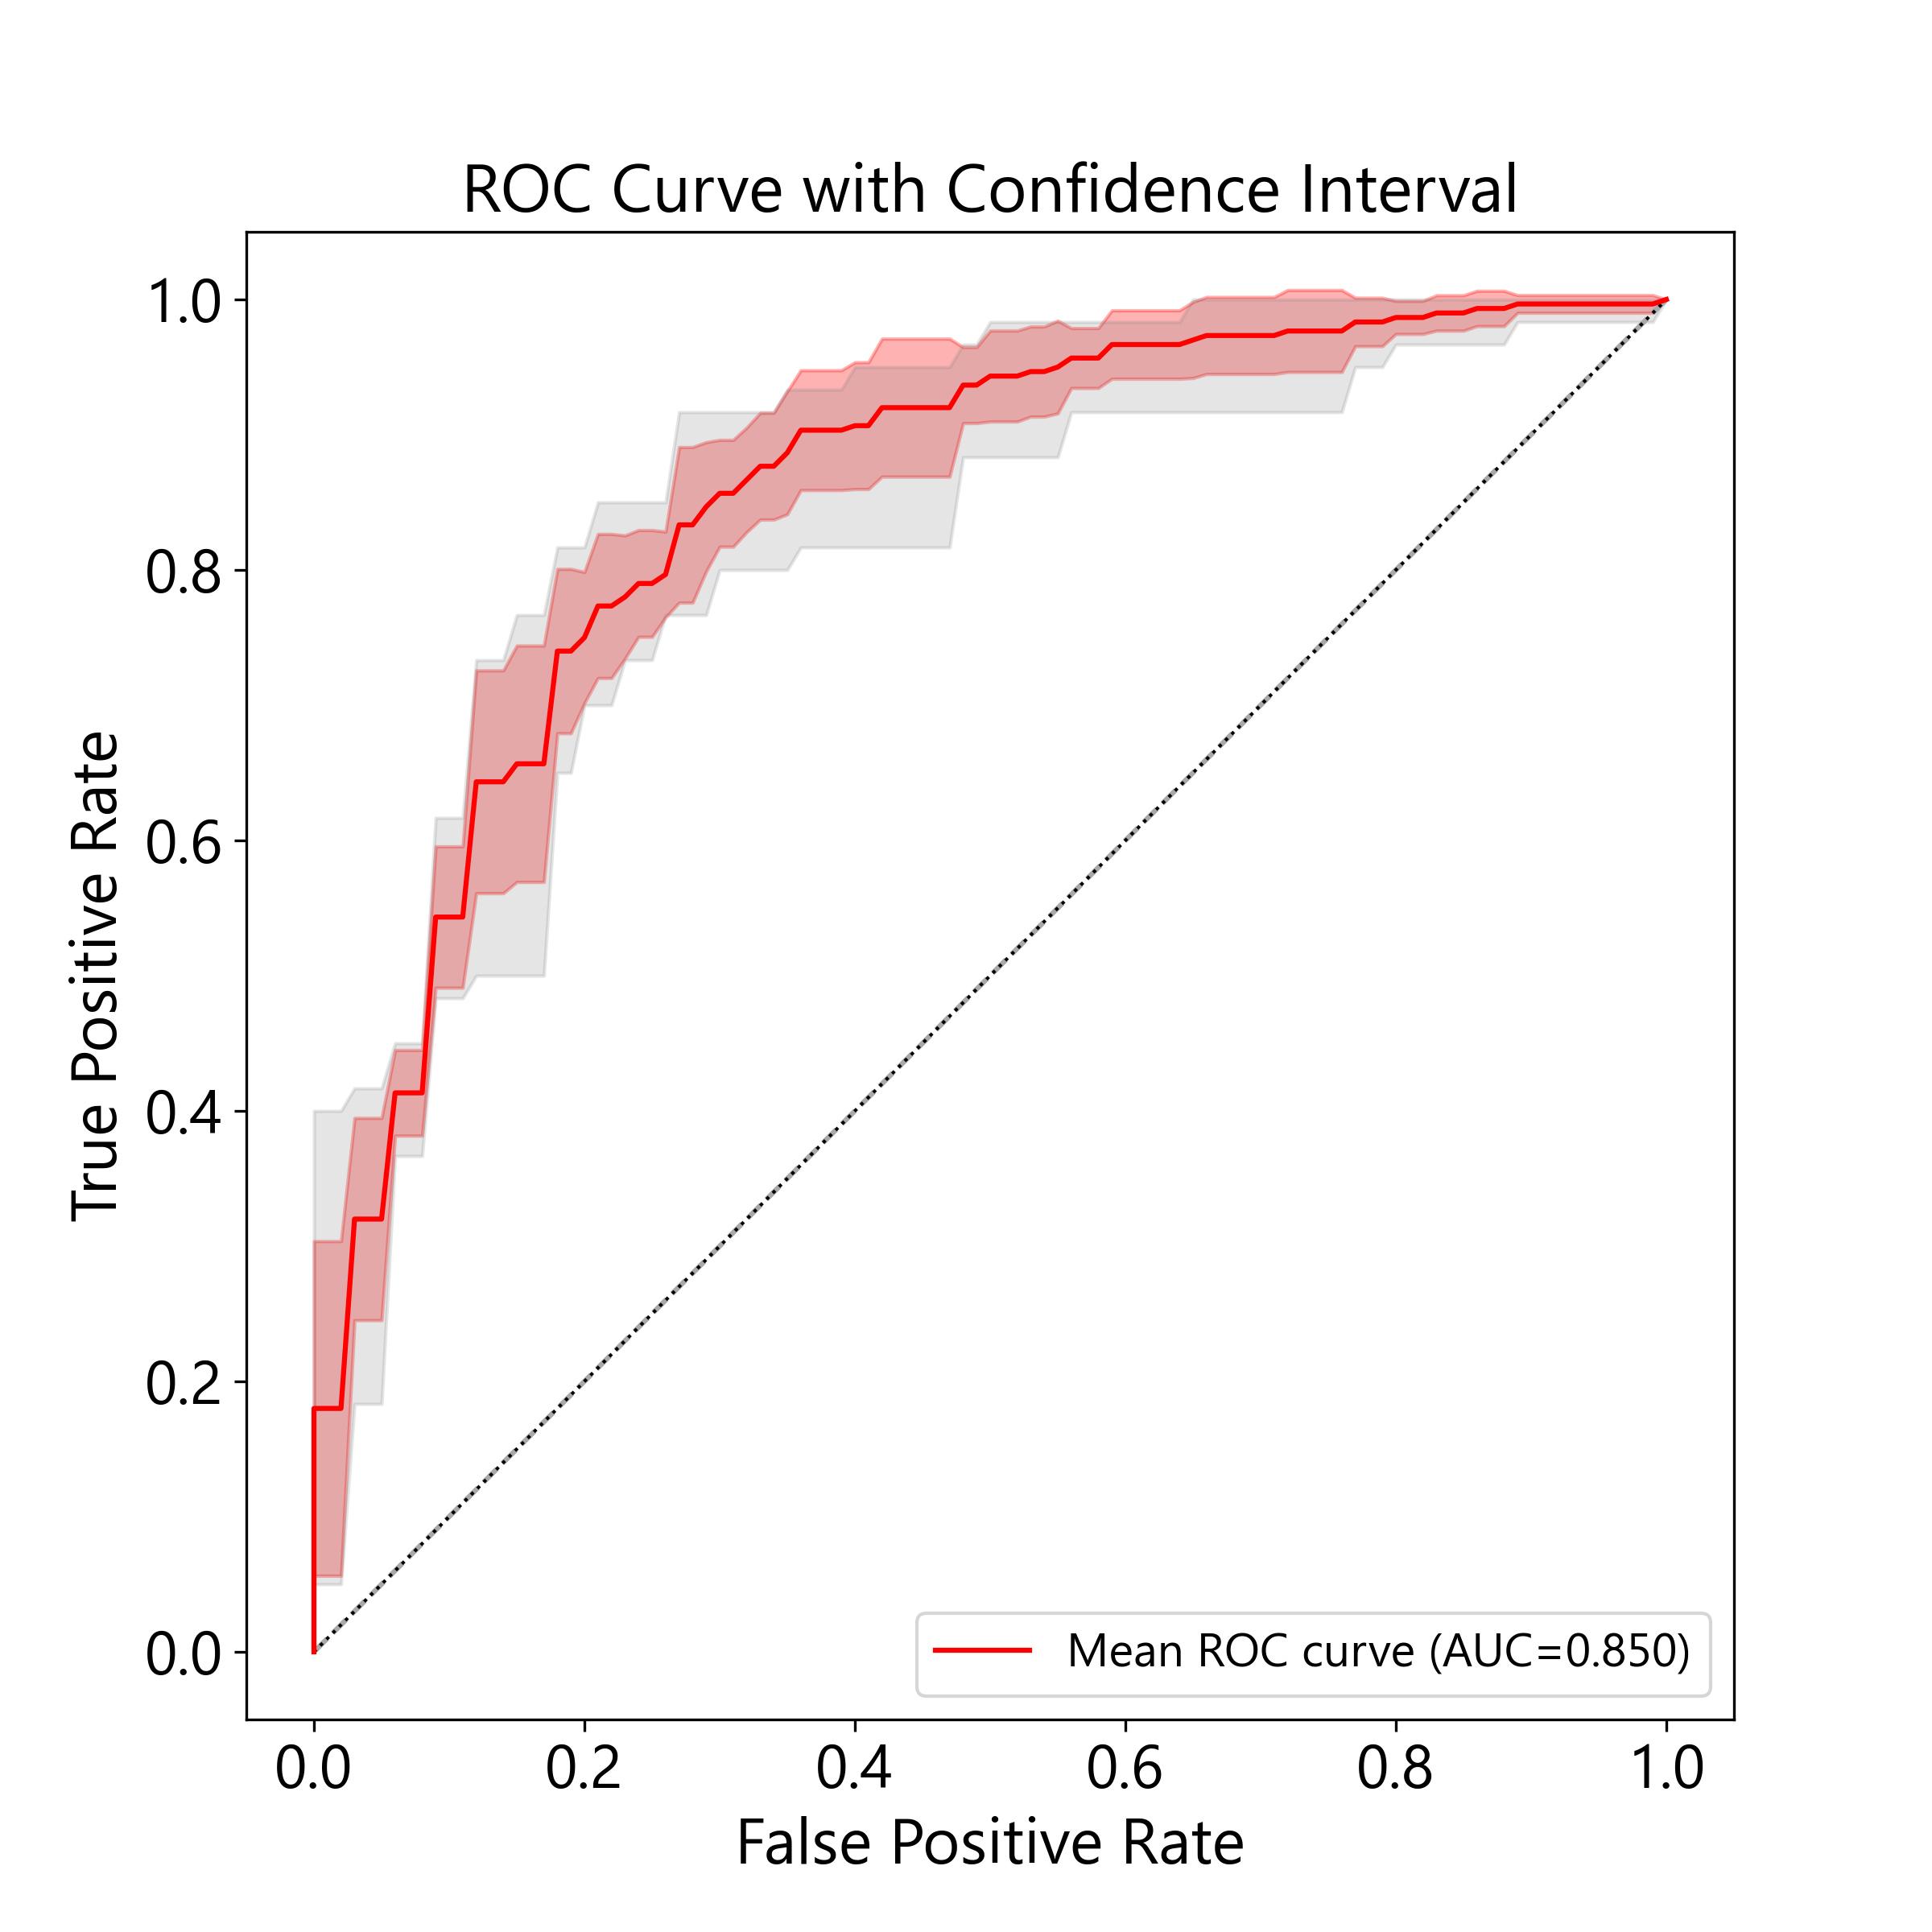 ROC Curve with Confidence Interval
1.0
0.8
0.6
0.4
0.2
0.0
True Positive Rate
Mean ROC curve (AUC=0.850)
0.0 0.2 0.4 0.6 0.8 1.0
False Positive Rate